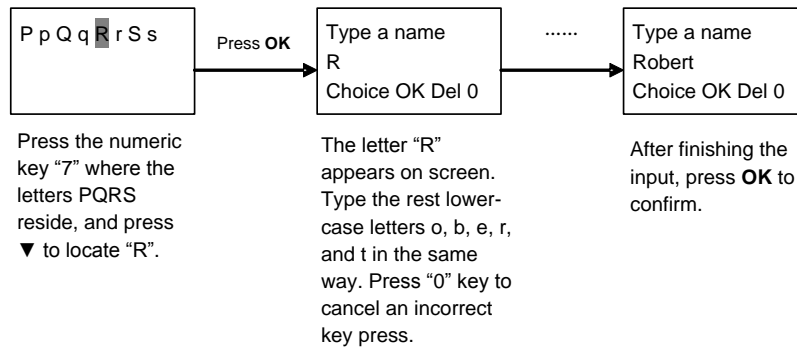 P p Q q R r S s
Press OK
Type a name
R
Choice OK Del 0
......
Type a name
Robert
Choice OK Del 0
Press the numeric
key “7” where the
letters PQRS
reside, and press
▼ to locate “R”.
The letter “R”
appears on screen.
Type the rest lower-
case letters o, b, e, r,
and t in the same
way. Press “0” key to
cancel an incorrect
key press.
After finishing the
input, press OK to
confirm.